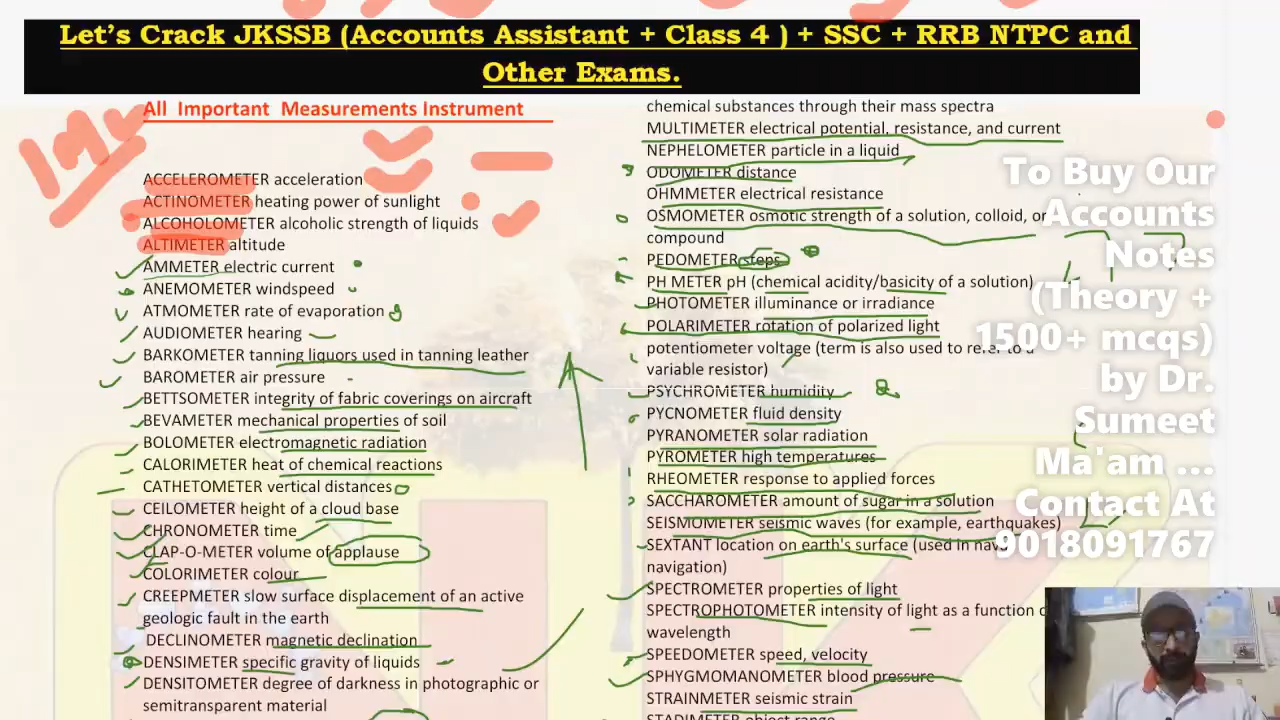 Let's Crack JKSSB (Accounts Assistant + Class 4 ) + SSC + RRB NTPC and
Other Exams.
All Important Measurements Instrument
Imp
ACCELEROMETER acceleration
ACTINOMETER heating power of sunlight
ALCOHOLOMETER alcoholic strength of liquids
ALTIMETER altitude
AMMETER electric current
ANEMOMETER windspeed
ATMOMETER rate of evaporation
AUDIOMETER hearing
BARKOMETER tanning liquors used in tanning leather
BAROMETER air pressure
BETTSOMETER integrity of fabric coverings on aircraft
BEVAMETER mechanical properties of soil
BOLOMETER electromagnetic radiation
CALORIMETER heat of chemical reactions
CATHETOMETER vertical distances
CEILOMETER height of a cloud base
CHRONOMETER time
CLAP-O-METER volume of applause
COLORIMETER colour
CREEPMETER slow surface displacement of an active
geologic fault in the earth
DECLINOMETER magnetic declination
DENSIMETER specific gravity of liquids
DENSITOMETER degree of darkness in photographic or
semitransparent material
chemical substances through their mass spectra
MULTIMETER electrical potential, resistance, and current
NEPHELOMETER particle in a liquid
ODOMETER distance
OHMMETER electrical resistance
OSMOMETER osmotic strength of a solution, colloid, or
compound
PEDOMETER steps
PH METER pH (chemical acidity/basicity of a solution)
PHOTOMETER illuminance or irradiance
POLARIMETER rotation of polarized light
potentiometer voltage (term is also used to refer to a
variable resistor)
PSYCHROMETER humidity
PYCNOMETER fluid density
PYRANOMETER solar radiation
PYROMETER high temperatures
RHEOMETER response to applied forces
SACCHAROMETER amount of sugar in a solution
SEISMOMETER seismic waves (for example, earthquakes)
SEXTANT location on earth's surface (used in
navigation)
SPECTROMETER properties of light
SPECTROPHOTOMETER intensity of light as a function
wavelength
SPEEDOMETER speed, velocity
SPHYGMOMANOMETER blood pressure
STRAINMETER seismic strain
STADIMETER object range
To Buy Our
Accounts
Notes
(Theory +
1500+ mcqs)
by Dr.
Sumeet
Ma'am ...
Contact At
9018091767